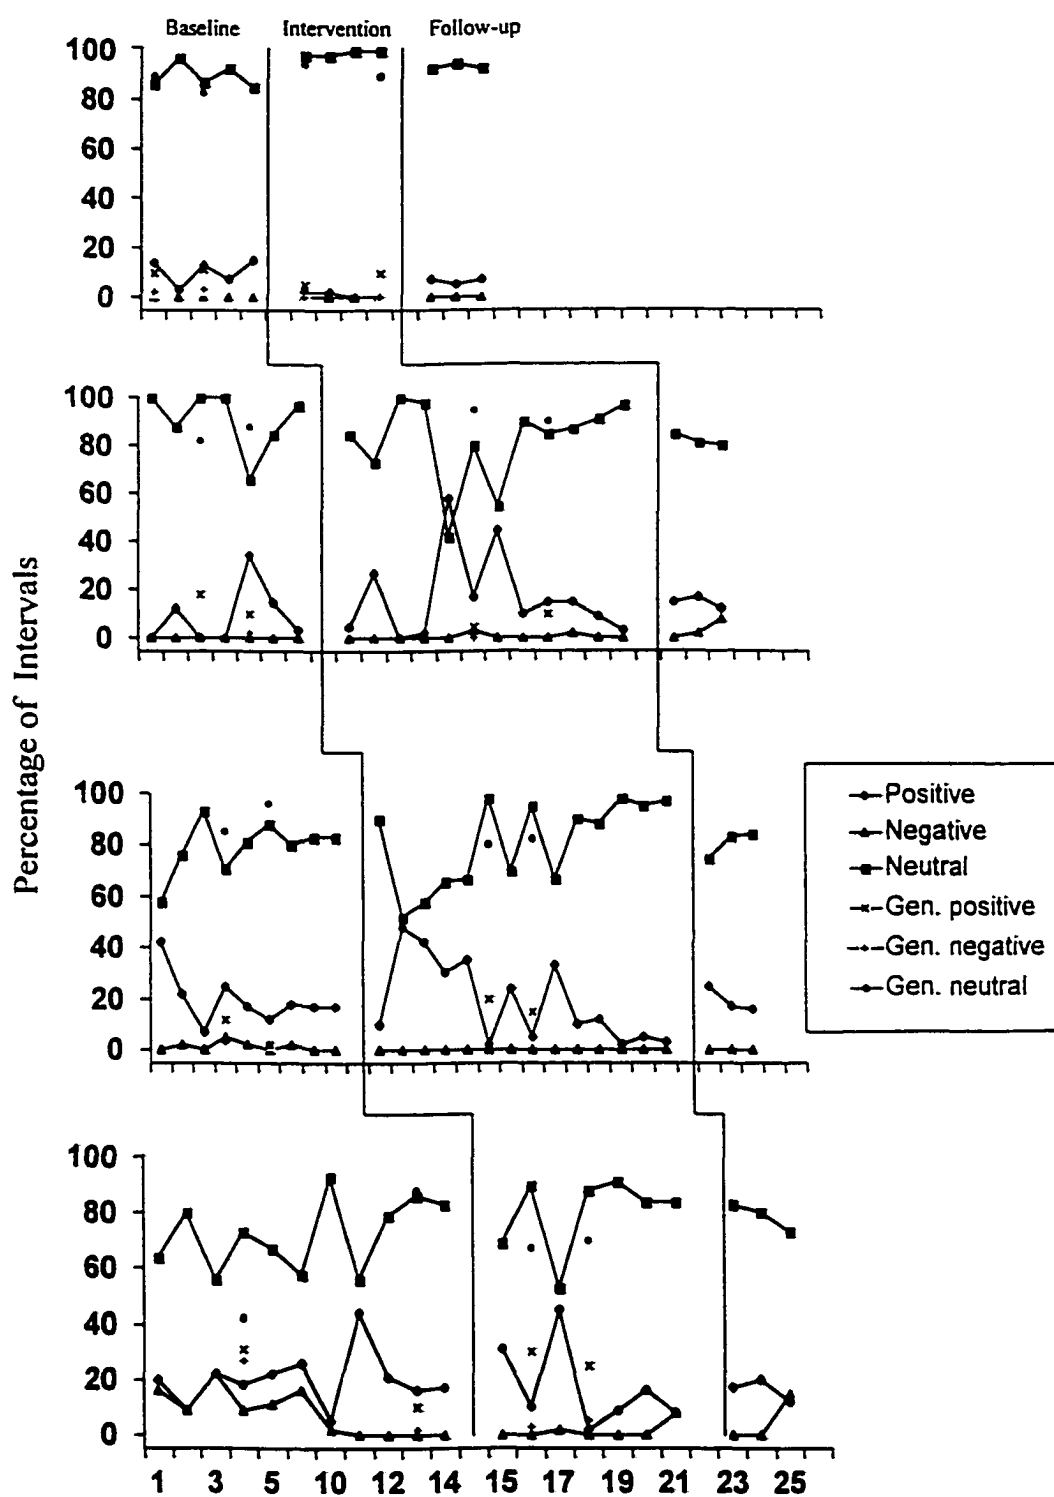 Baseline Intervention Follow-up
100
80
60
40
20
0
100
80
60
40
20
0
Percentage of Intervals
100
80
60
40
20
0
Positive
Negative
Neutral
Gen. positive
Gen. negative
Gen. neutral
100
80
60
40
20
0
1 3 5 10 12 14 15 17 19 21 23 25